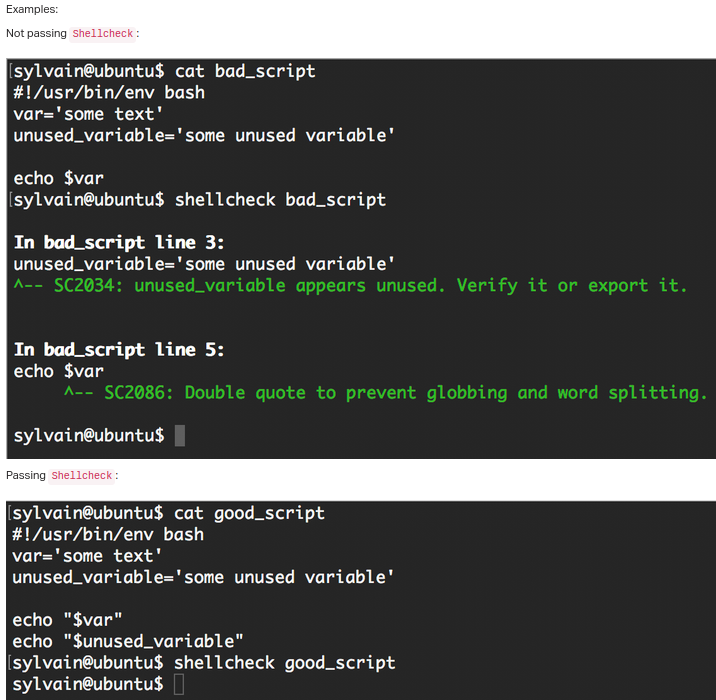 Examples:
Not passing Shellcheck:
[sylvain@ubuntu$ cat bad_script
#!/usr/bin/env bash
var='some text'
unused_variable='some unused variable'
echo $var
[sylvain@ubuntu$ shellcheck bad_script
In bad_script line 3:
unused_variable='some unused variable'
^-- SC2034: unused_variable appears unused. Verify it or export it.
In bad_script line 5:
echo $var
^-- SC2086: Double quote to prevent globbing and word splitting.
sylvain@ubuntu$
Passing Shellcheck:
[sylvain@ubuntu$ cat good_script
#!/usr/bin/env bash
var='some text'
unused_variable='some unused variable'
echo "$var"
echo "$unused_variable"
[sylvain@ubuntu$ shellcheck good_script
sylvain@ubuntu$